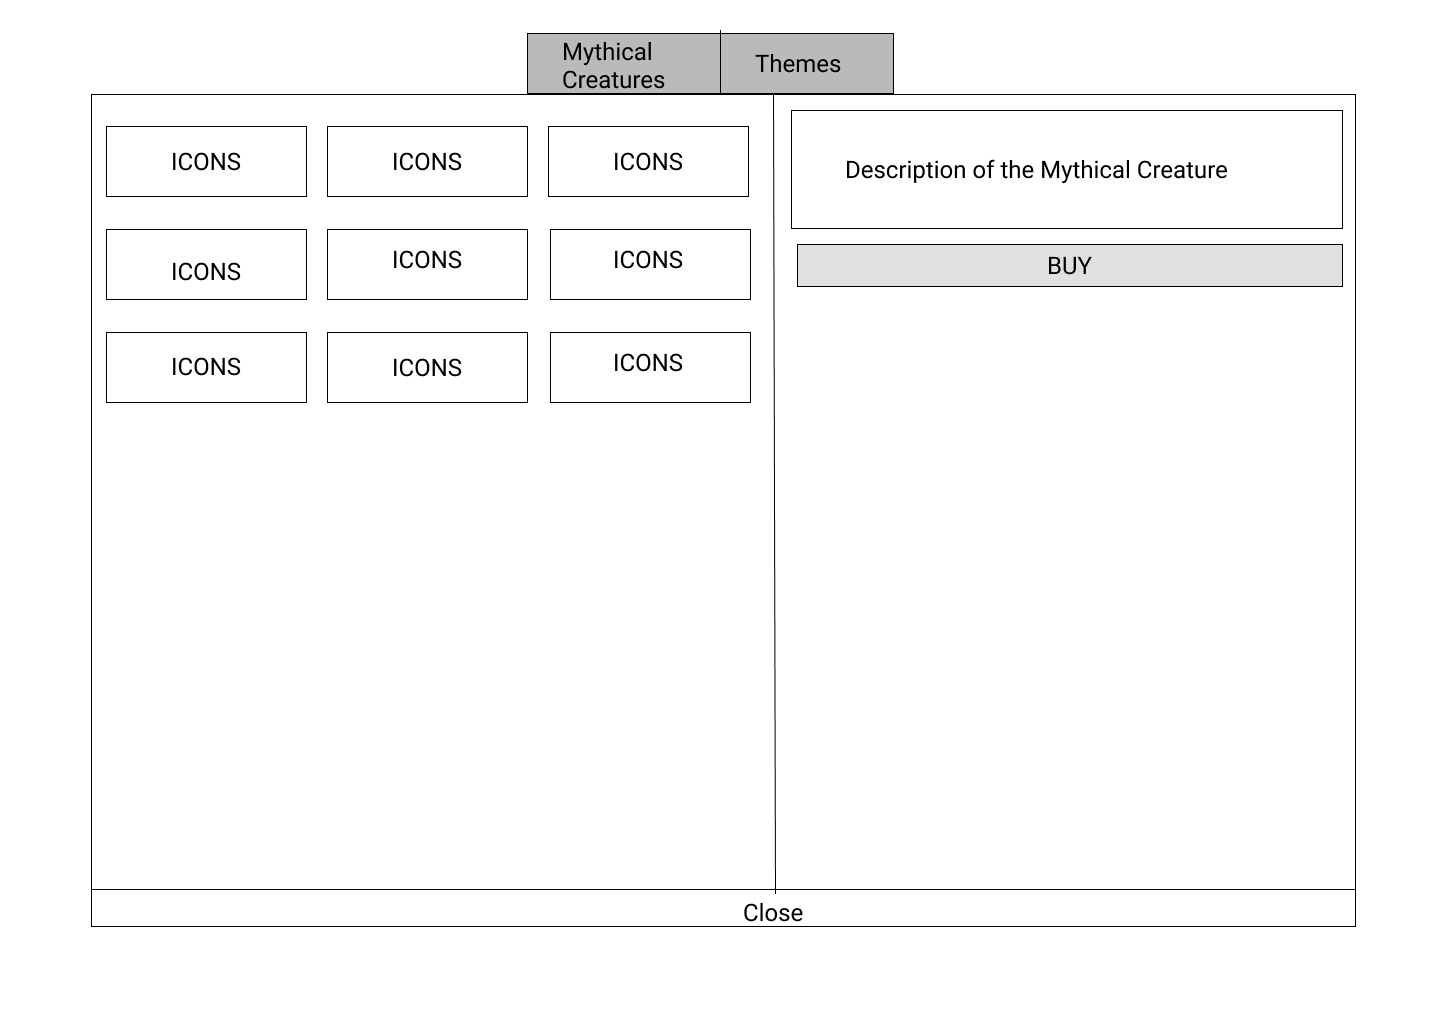 Mythical
Creatures
Themes
ICONS
ICONS
ICONS
ICONS
ICONS
ICONS
ICONS
ICONS
ICONS
Description of the Mythical Creature
BUY
Close